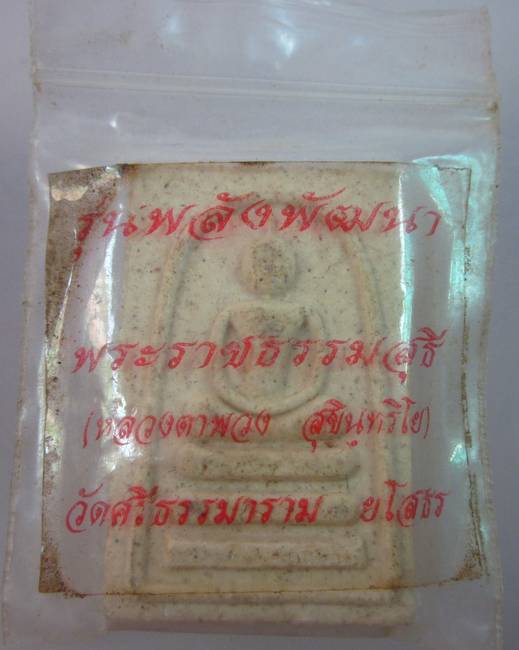 รุ่นพลังพัฒนา
พระราชธรรมสุธี
(หลวงตาพวง สุขินฺทริโย)
วัดศรีธรรมาราม ยโสธร